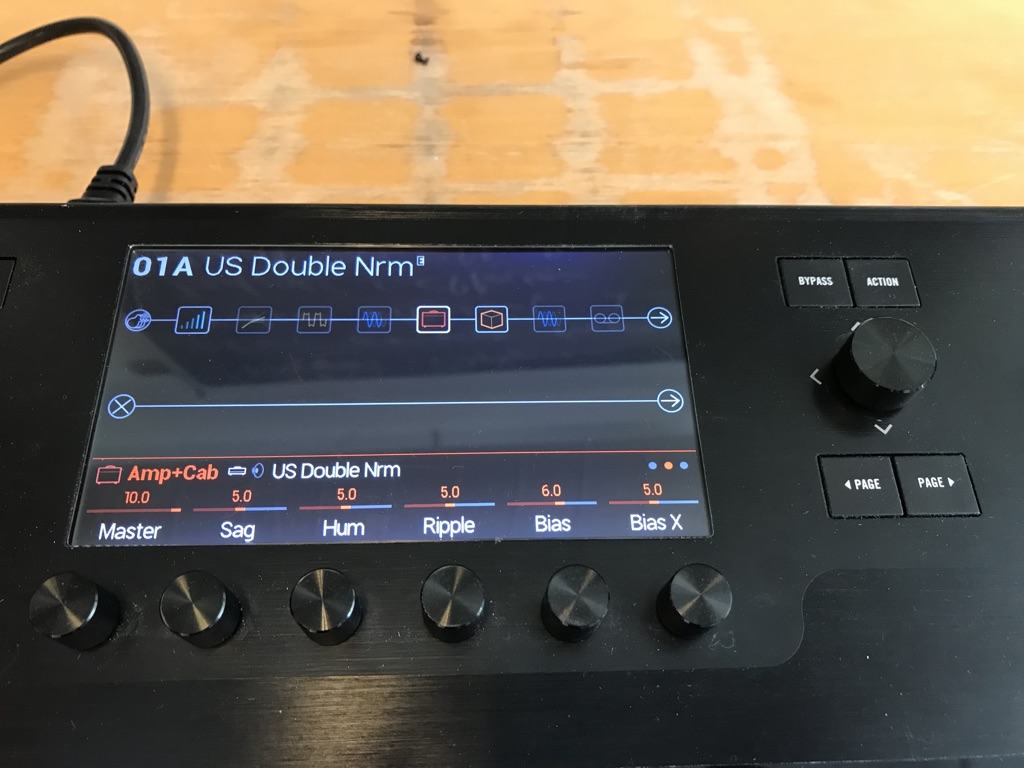 01A US Double Nrm E
BYPASS ACTION
PAGE PAGE
Amp+Cab US Double Nrm
10.0 5.0 5.0 5.0 6.0 5.0
Master Sag Hum Ripple Bias Bias X